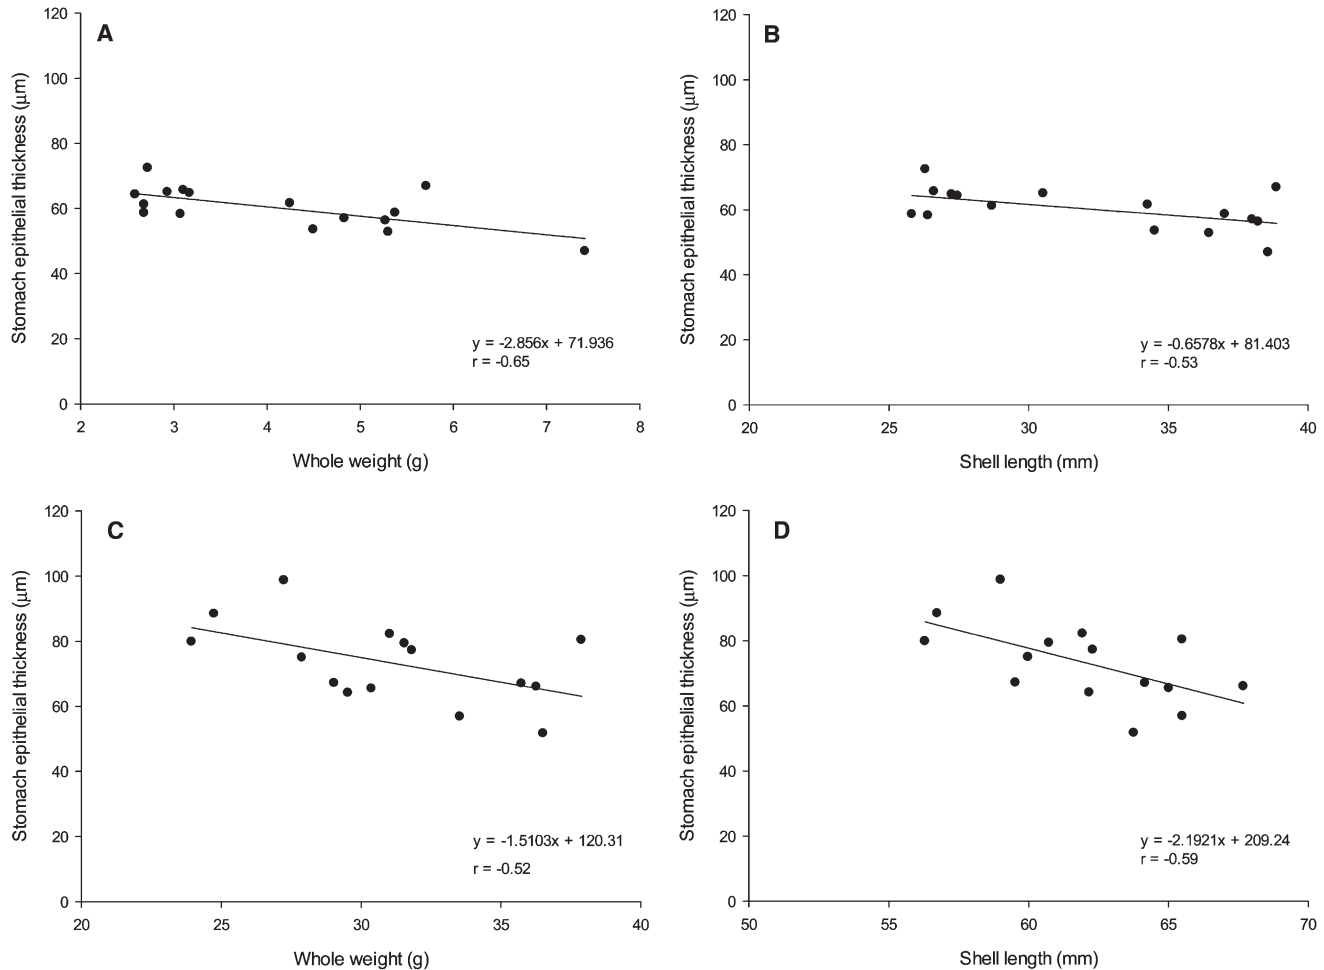 A
Stomach epithelial thickness (μm)
120
100
80
60
40
20
0
y = -2.856x + 71.936
r = -0.65
2 3 4 5 6 7 8
Whole weight (g)
B
Stomach epithelial thickness (μm)
120
100
80
60
40
20
0
y = -0.6578x + 81.403
r = -0.53
20 25 30 35 40
Shell length (mm)
C
Stomach epithelial thickness (μm)
120
100
80
60
40
20
0
y = -1.5103x + 120.31
r = -0.52
20 25 30 35 40
Whole weight (g)
D
Stomach epithelial thickness (μm)
120
100
80
60
40
20
0
y = -2.1921x + 209.24
r = -0.59
50 55 60 65 70
Shell length (mm)